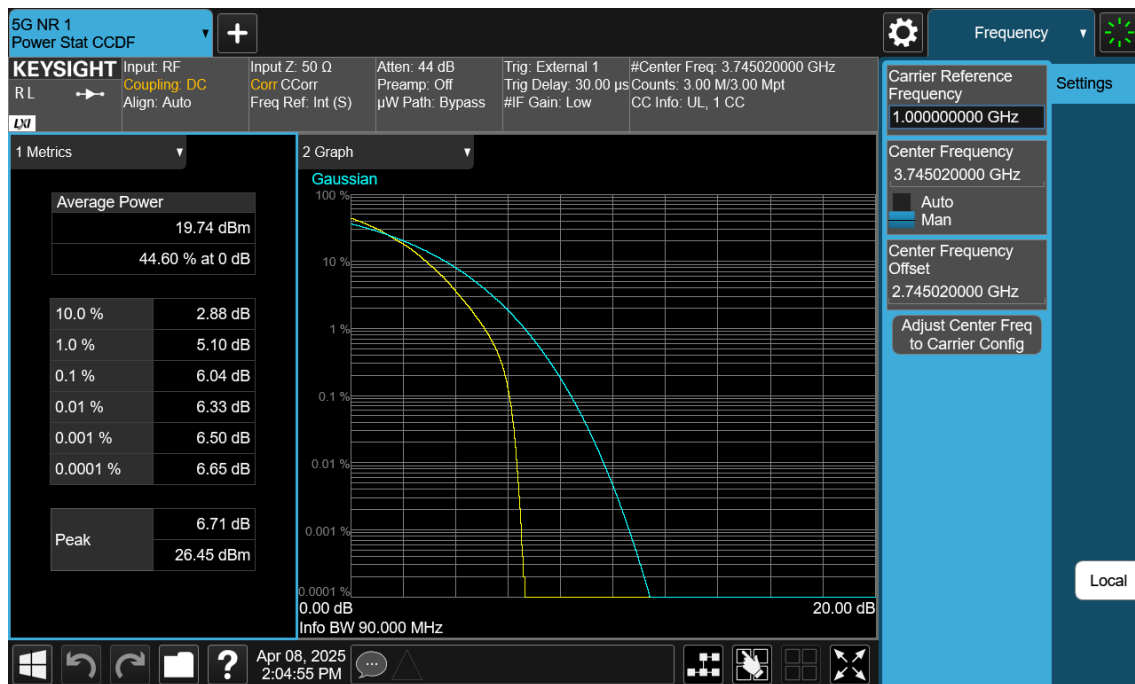 5G NR 1
Power Stat CCDF
+
Frequency
KEYSIGHT
R L
LXI
Input: RF
Coupling: DC
Align: Auto
Input Z: 50 Ω
Corr CCorr
Freq Ref: Int (S)
Atten: 44 dB
Preamp: Off
µW Path: Bypass
Trig: External 1
Trig Delay: 30.00 µs
#IF Gain: Low
#Center Freq: 3.745020000 GHz
Counts: 3.00 M/3.00 Mpt
CC Info: UL, 1 CC
1 Metrics
Average Power
19.74 dBm
44.60 % at 0 dB
10.0 % 2.88 dB
1.0 % 5.10 dB
0.1 % 6.04 dB
0.01 % 6.33 dB
0.001 % 6.50 dB
0.0001 % 6.65 dB
Peak
6.71 dB
26.45 dBm
2 Graph
Gaussian
100 %
10 %
1 %
0.1 %
0.01 %
0.001 %
0.0001 %
0.00 dB 20.00 dB
Info BW 90.000 MHz
Carrier Reference
Frequency
1.000000000 GHz
Center Frequency
3.745020000 GHz
Auto
Man
Center Frequency
Offset
2.745020000 GHz
Adjust Center Freq
to Carrier Config
Settings
Local
?
Apr 08, 2025
2:04:55 PM